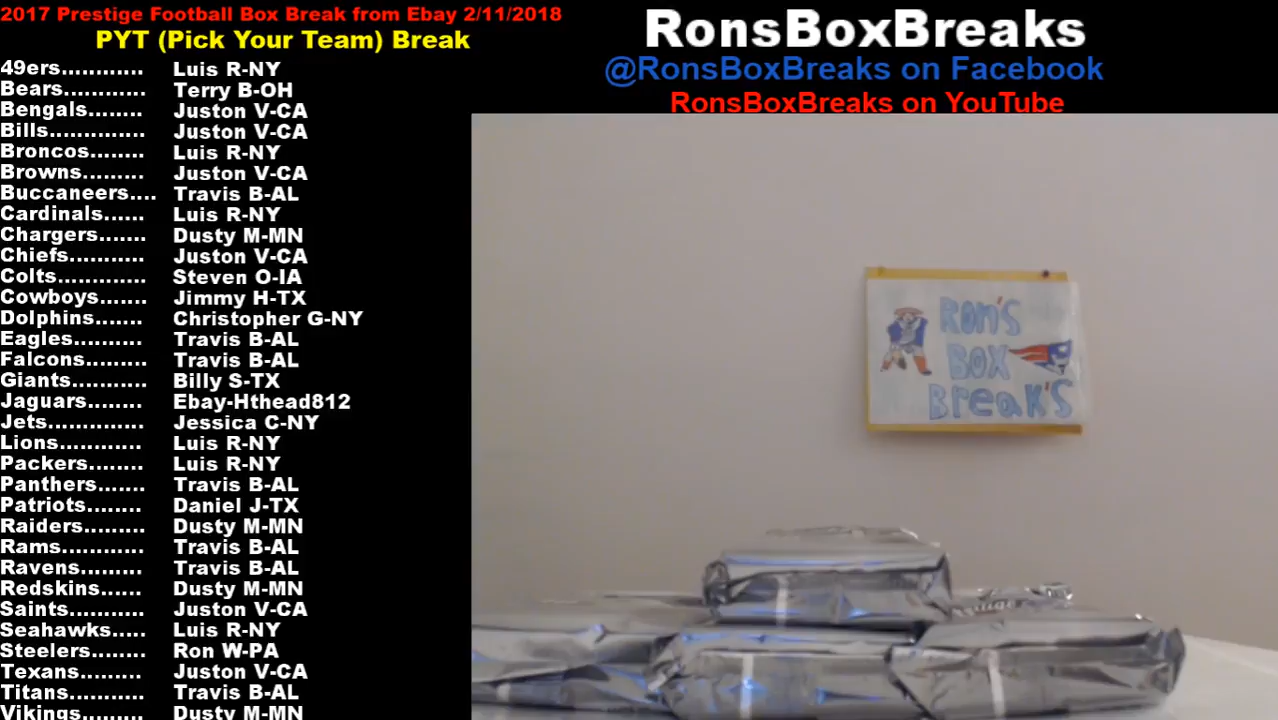 2017 Prestige Football Box Break from Ebay 2/11/2018
PYT (Pick Your Team) Break
49ers............ Luis R-NY
Bears............ Terry B-OH
Bengals........ Juston V-CA
Bills.............. Juston V-CA
Broncos........ Luis R-NY
Browns......... Juston V-CA
Buccaneers.... Travis B-AL
Cardinals...... Luis R-NY
Chargers....... Dusty M-MN
Chiefs........... Juston V-CA
Colts............. Steven O-IA
Cowboys....... Jimmy H-TX
Dolphins....... Christopher G-NY
Eagles.......... Travis B-AL
Falcons......... Travis B-AL
Giants........... Billy S-TX
Jaguars........ Ebay-Hthead812
Jets.............. Jessica C-NY
Lions............ Luis R-NY
Packers........ Luis R-NY
Panthers....... Travis B-AL
Patriots........ Daniel J-TX
Raiders......... Dusty M-MN
Rams............ Travis B-AL
Ravens......... Travis B-AL
Redskins...... Dusty M-MN
Saints........... Juston V-CA
Seahawks..... Luis R-NY
Steelers........ Ron W-PA
Texans......... Juston V-CA
Titans........... Travis B-AL
Vikings......... Dusty M-MN
RonsBoxBreaks
@RonsBoxBreaks on Facebook
RonsBoxBreaks on YouTube
Ron's
Box
Break's